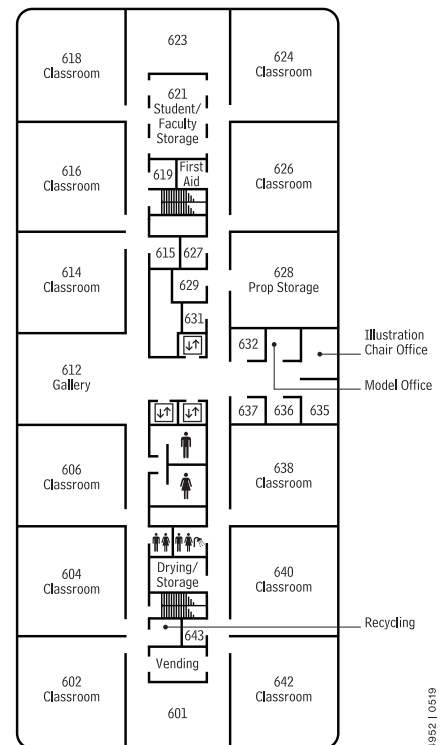 618
Classroom
623
624
Classroom
621
Student/
Faculty
Storage
616
Classroom
619
First
Aid
626
Classroom
614
Classroom
615
627
629
631
628
Prop Storage
632
Illustration
Chair Office
Model Office
612
Gallery
637
636
635
606
Classroom
638
Classroom
604
Classroom
Drying/
Storage
640
Classroom
643
Recycling
Vending
602
Classroom
601
642
Classroom
952 | 0519